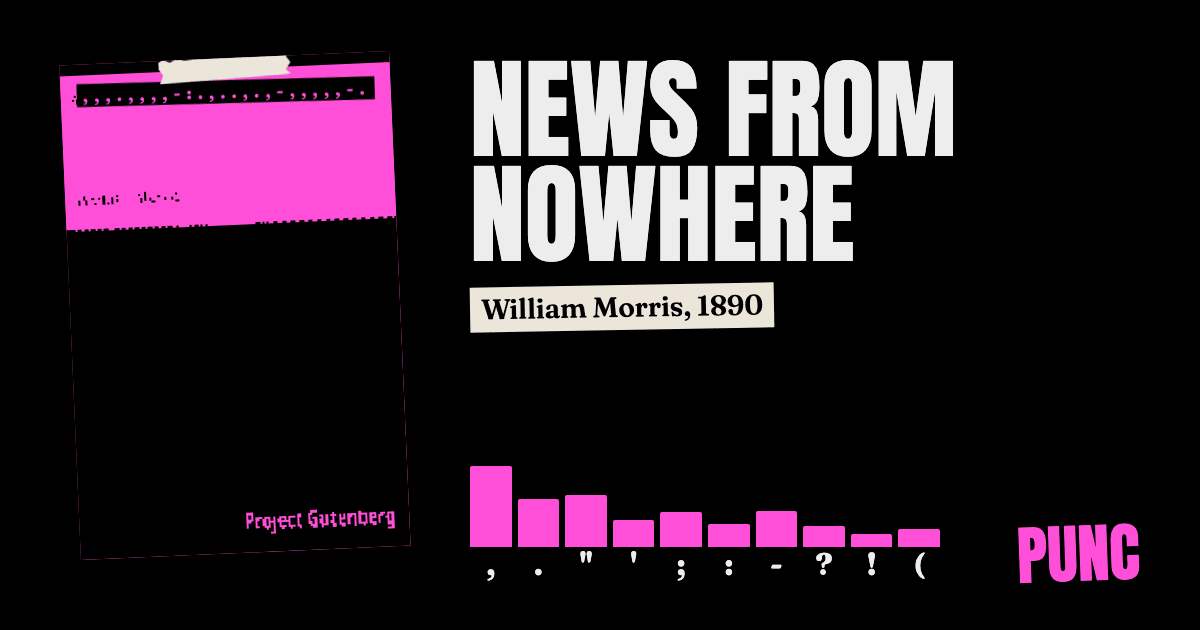 , , , . , , , , - : . , . . , . , - , , , , , - .
Project Gutenberg
NEWS FROM
NOWHERE
William Morris, 1890
, . " ' ; : - ? ! (
PUNC